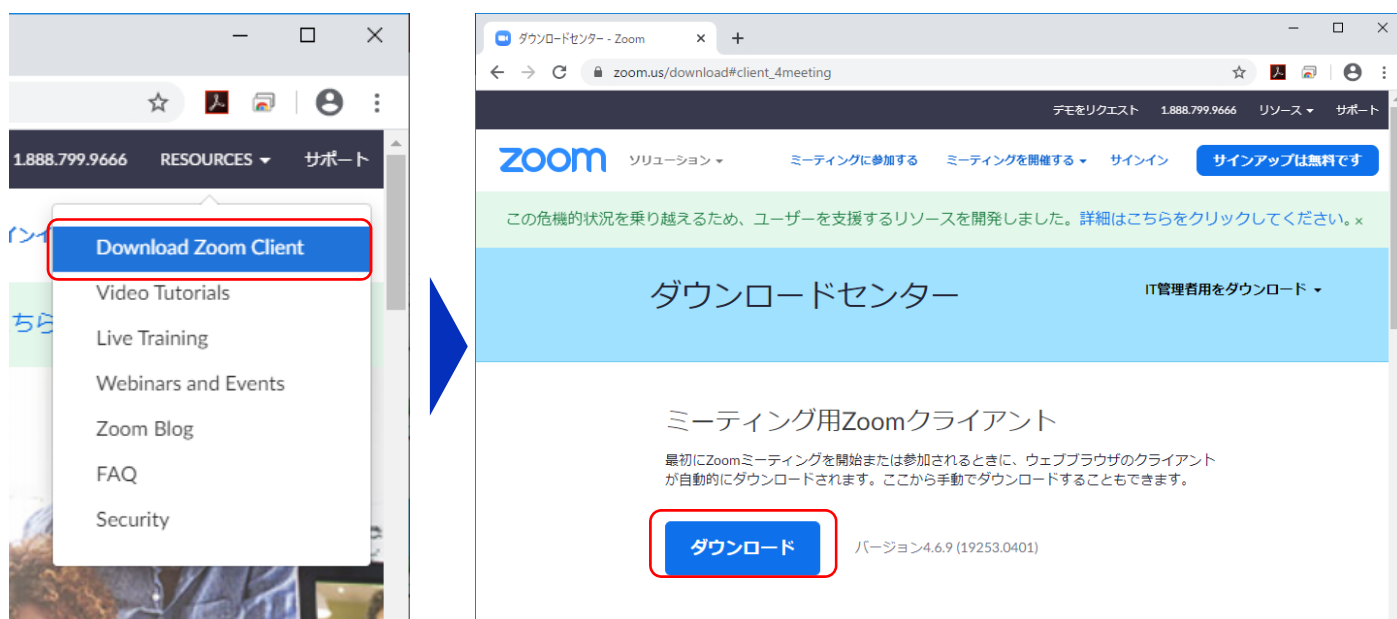 1.888.799.9666 RESOURCES サポート
インイ
Download Zoom Client
Video Tutorials
ちら
Live Training
Webinars and Events
Zoom Blog
FAQ
Security
ダウンロードセンター - Zoom
zoom.us/download#client_4meeting
デモをリクエスト 1.888.799.9666 リソース サポート
zoom ソリューション ミーティングに参加する ミーティングを開催する サインイン サインアップは無料です
この危機的状況を乗り越えるため、ユーザーを支援するリソースを開発しました。詳細はこちらをクリックしてください。×
ダウンロードセンター IT管理者用をダウンロード
ミーティング用Zoomクライアント
最初にZoomミーティングを開始または参加されるときに、ウェブブラウザのクライアント
が自動的にダウンロードされます。ここから手動でダウンロードすることもできます。
ダウンロード バージョン4.6.9 (19253.0401)